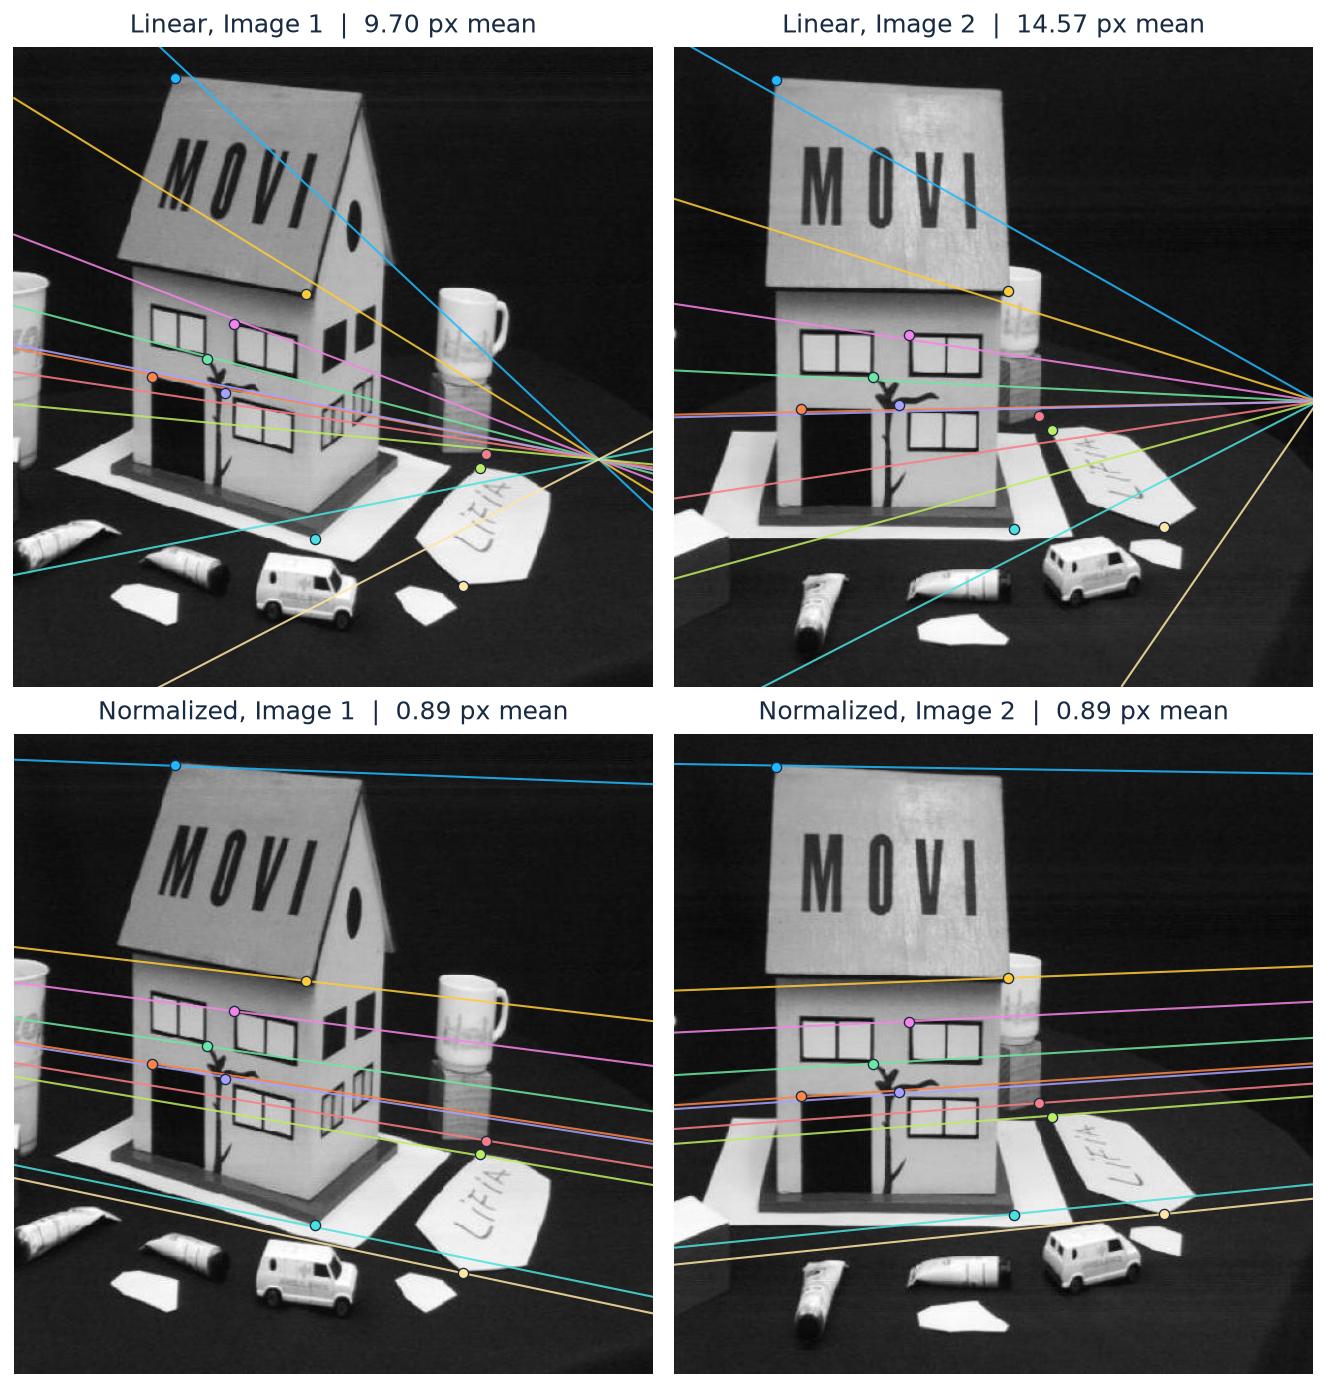 Linear, Image 1 | 9.70 px mean
Linear, Image 2 | 14.57 px mean
MOVI
MOVI
LiFiA
LiFiA
Normalized, Image 1 | 0.89 px mean
Normalized, Image 2 | 0.89 px mean
MOVI
MOVI
LiFiA
LiFiA